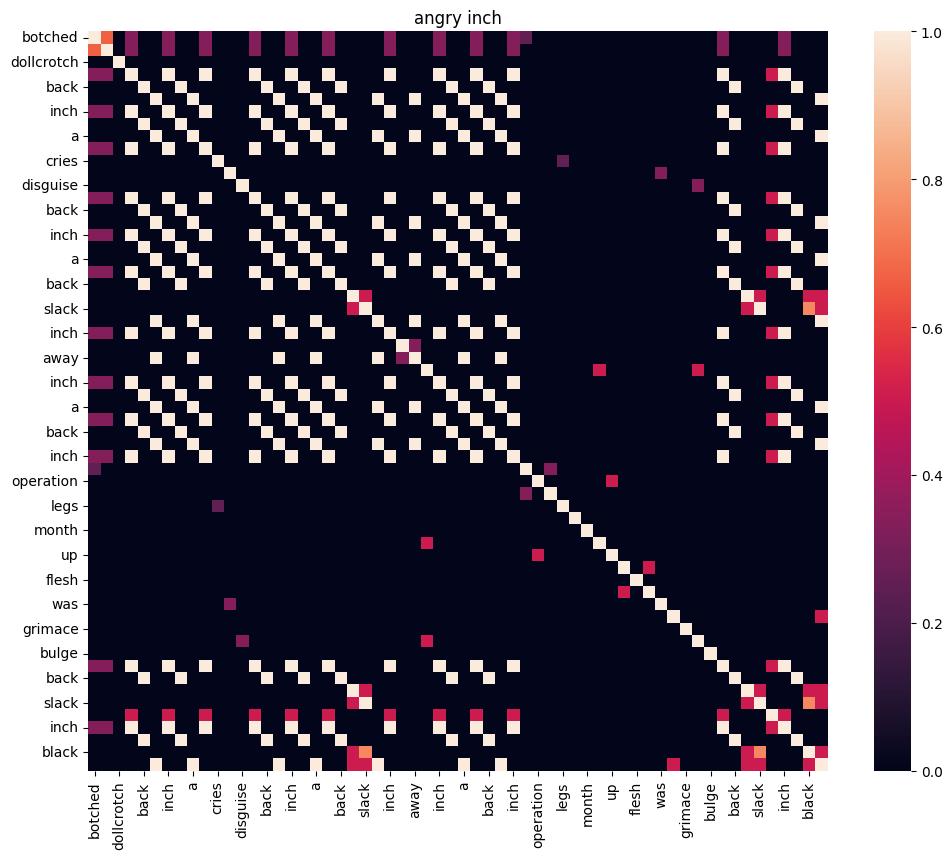 angry inch
botched
dollcrotch
back
inch
a
cries
disguise
back
inch
a
back
slack
inch
away
inch
a
back
inch
operation
legs
month
up
flesh
was
grimace
bulge
back
slack
inch
black
1.0
0.8
0.6
0.4
0.2
0.0
botched
dollcrotch
back
inch
a
cries
disguise
back
inch
a
back
slack
inch
away
inch
a
back
inch
operation
legs
month
up
flesh
was
grimace
bulge
back
slack
inch
black